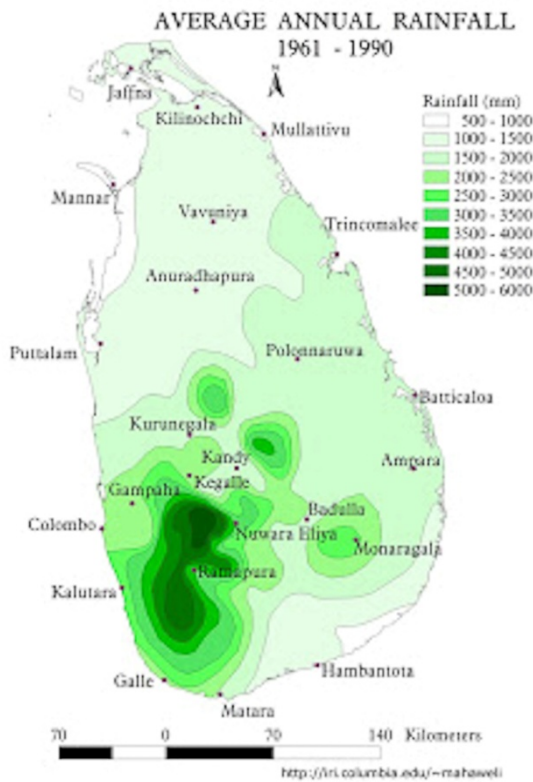 AVERAGE ANNUAL RAINFALL
1961 - 1990
N
Jaffna
Kilinochchi
Mullattivu
Rainfall (mm)
500 - 1000
1000 - 1500
1500 - 2000
2000 - 2500
2500 - 3000
3000 - 3500
3500 - 4000
4000 - 4500
4500 - 5000
5000 - 6000
Mannar
Vavuniya
Trincomalee
Anuradhapura
Puttalam
Polonnaruwa
Batticaloa
Kurunegala
Kandy
Ampara
Kegalle
Gampaha
Badulla
Colombo
Nuwara Eliya
Monaragala
Ratnapura
Kalutara
Hambantota
Galle
Matara
70 0 70 140 Kilometers
http://iri.columbia.edu/~mahaweli